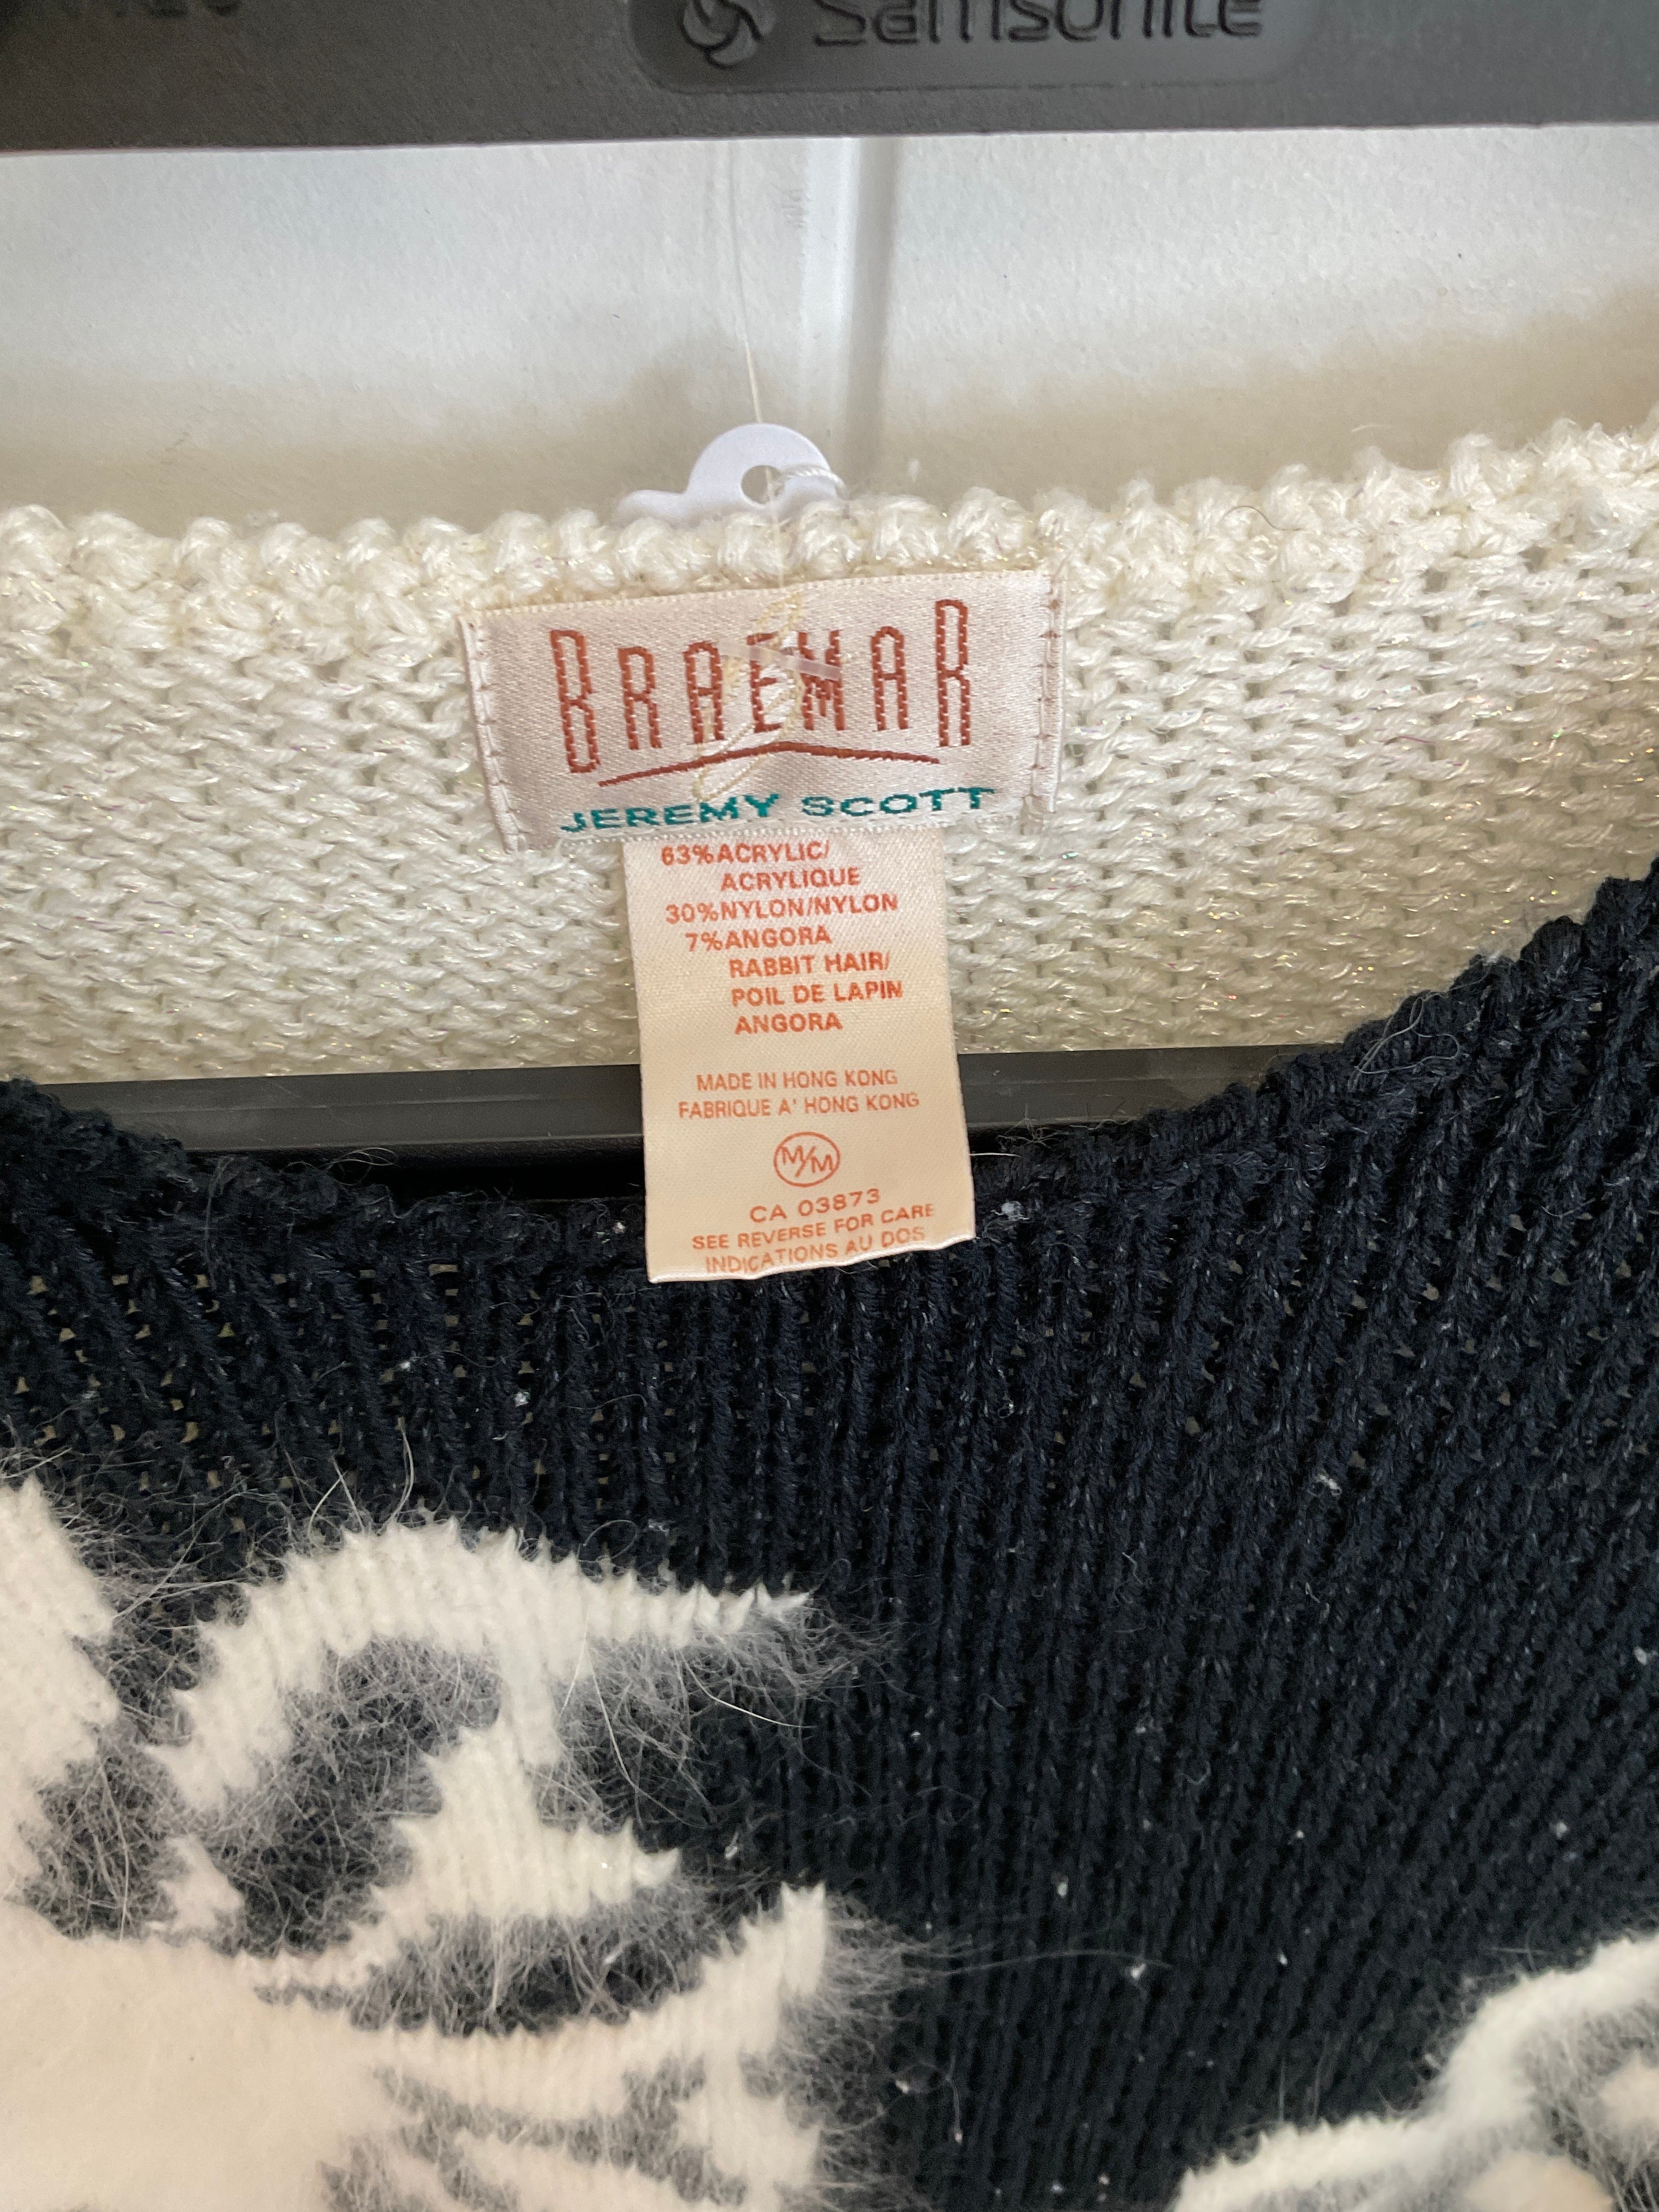 Samsonite
BRAEMAR
JEREMY SCOTT
63%ACRYLIC/
ACRYLIQUE
30%NYLON/NYLON
7%ANGORA
RABBIT HAIR/
POIL DE LAPIN
ANGORA
MADE IN HONG KONG
FABRIQUE A' HONG KONG
M/M
CA 03873
SEE REVERSE FOR CARE
INDICATIONS AU DOS